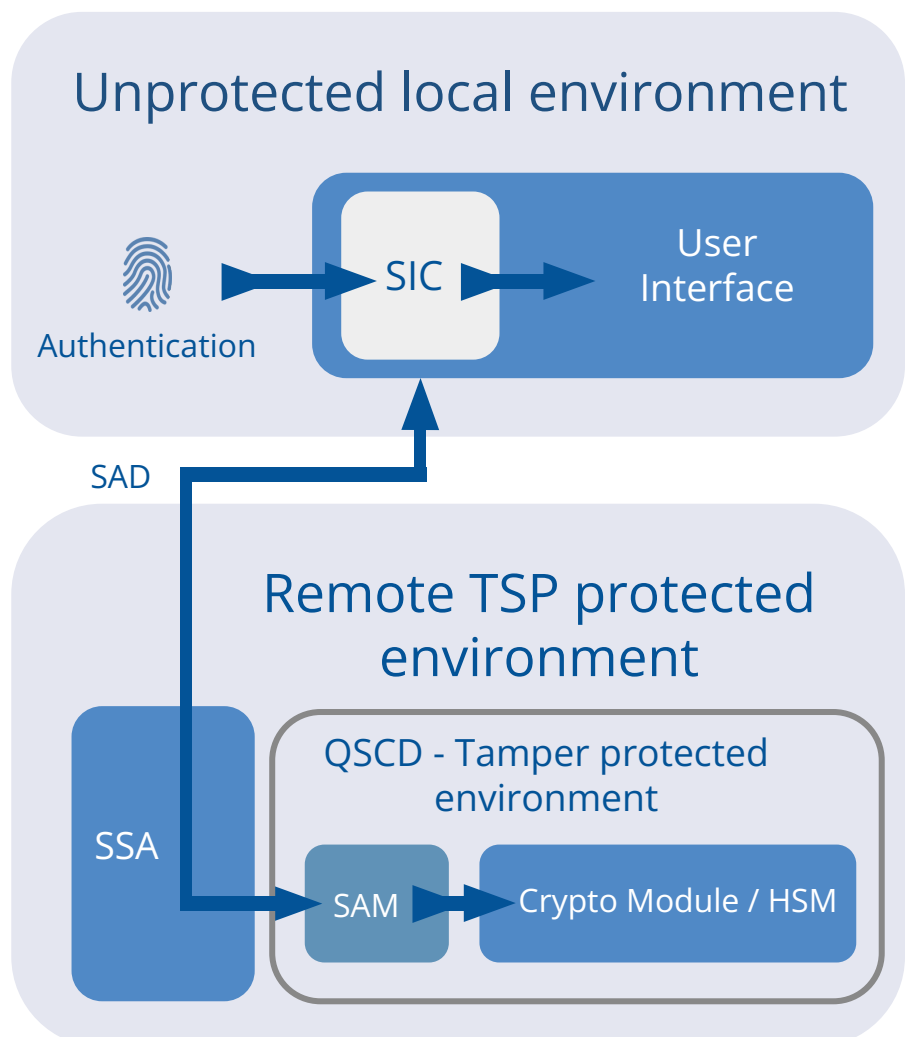 Unprotected local environment
User
Interface
SIC
Authentication
SAD
Remote TSP protected
environment
QSCD - Tamper protected
environment
SSA
SAM
Crypto Module / HSM